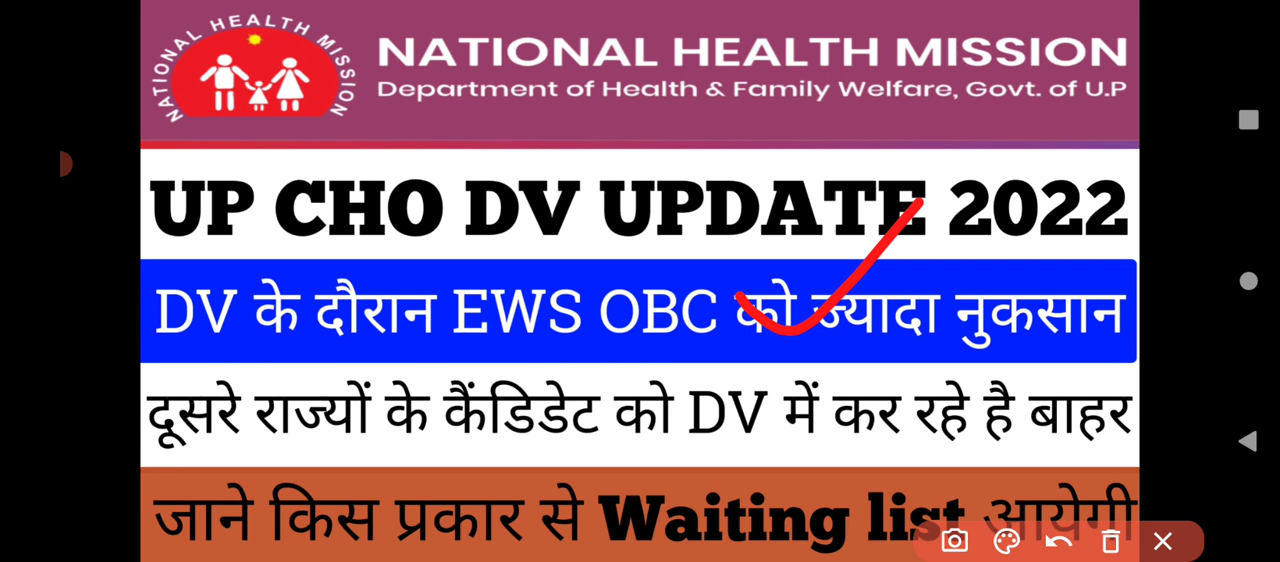 NATIONAL HEALTH MISSION
NATIONAL HEALTH MISSION
Department of Health & Family Welfare, Govt. of U.P
UP CHO DV UPDATE 2022
DV के दौरान EWS OBC को ज्यादा नुकसान
दूसरे राज्यों के कैंडिडेट को DV में कर रहे है बाहर
जाने किस प्रकार से Waiting list आयेगी